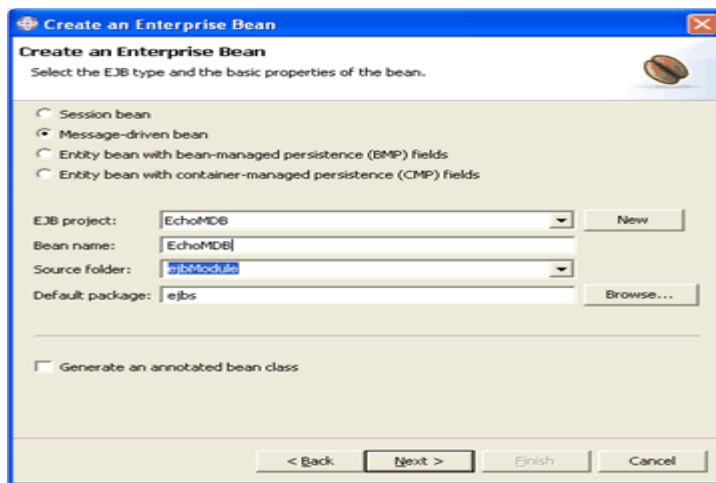 Create an Enterprise Bean
Create an Enterprise Bean
Select the EJB type and the basic properties of the bean.
Session bean
Message-driven bean
Entity bean with bean-managed persistence (BMP) fields
Entity bean with container-managed persistence (CMP) fields
EJB project: EchoMDB New
Bean name: EchoMDB
Source folder: ejbModule
Default package: ejbs Browse...
Generate an annotated bean class
< Back Next > Finish Cancel